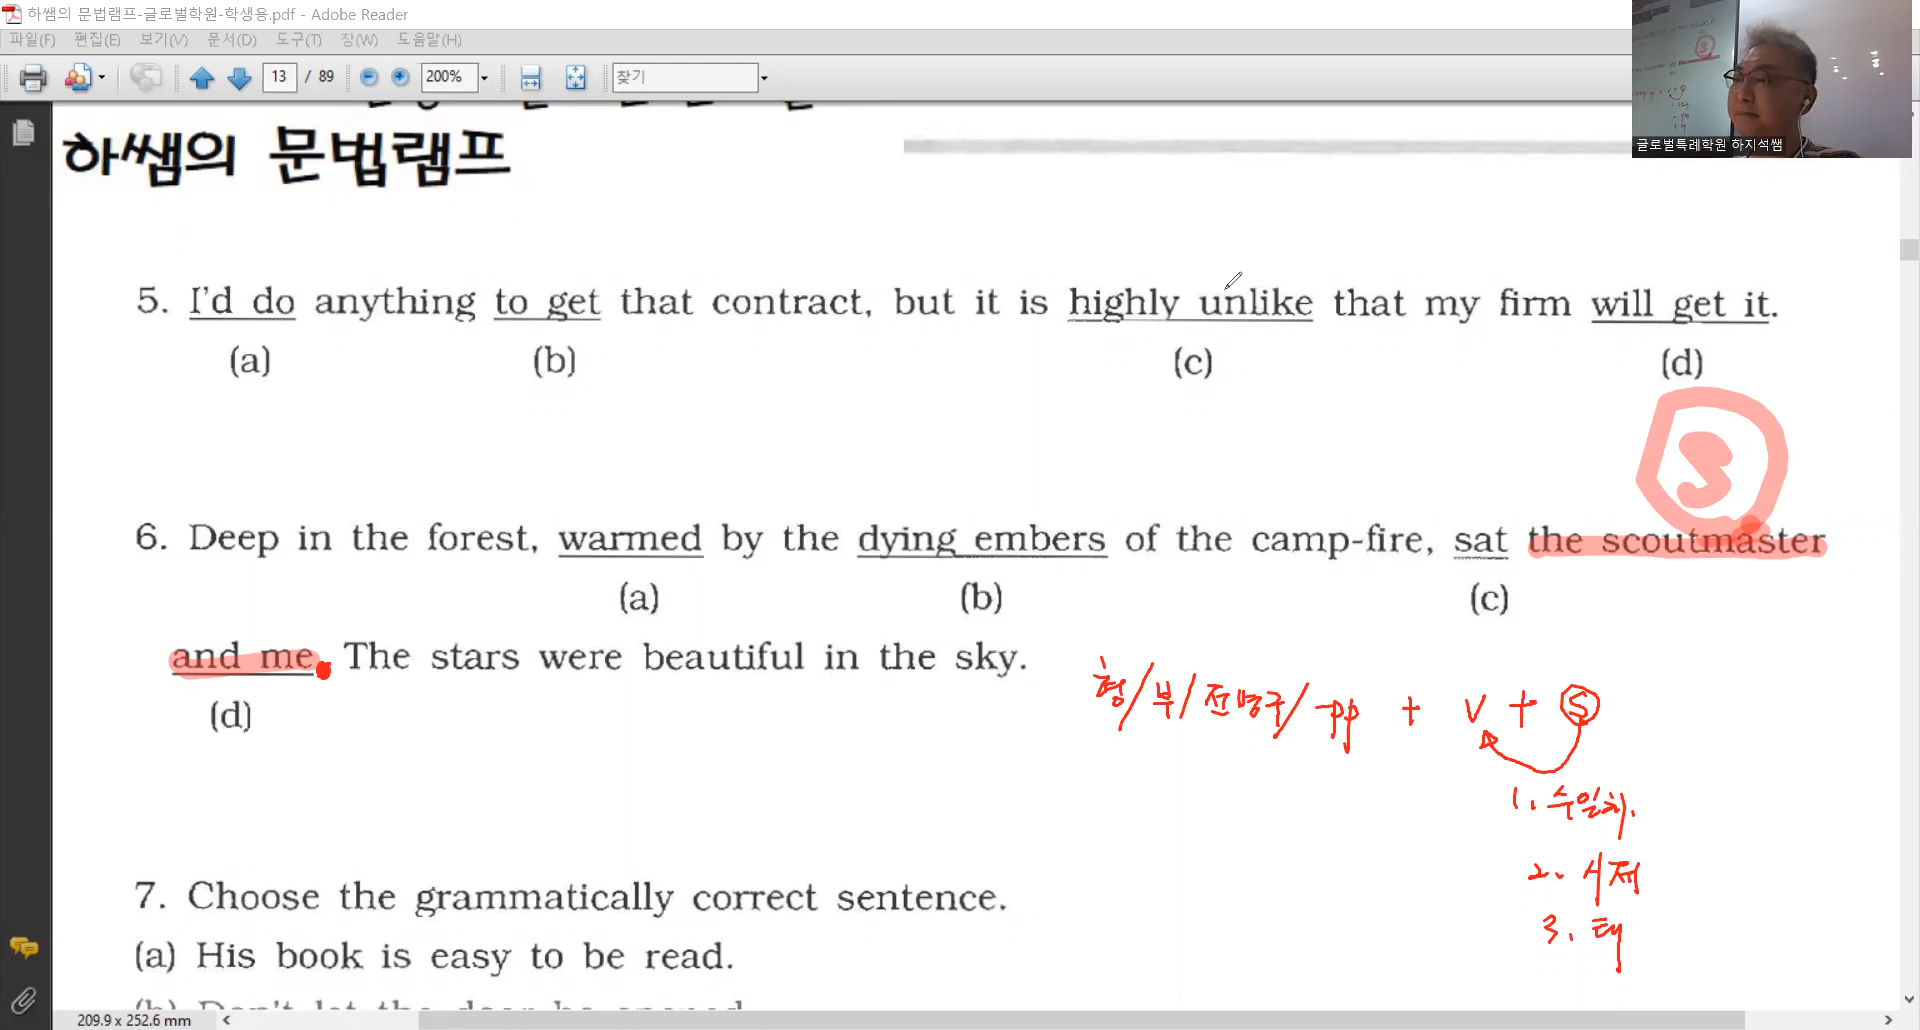 하쌤의 문법램프-글로벌학원-학생용.pdf - Adobe Reader
파일(F) 편집(E) 보기(V) 문서(D) 도구(T) 창(W) 도움말(H)
13 / 89 200% 찾기
글로벌특례학원 하지석쌤
하쌤의 문법램프
5. I'd do anything to get that contract, but it is highly unlike that my firm will get it.
(a) (b) (c) (d)
S
6. Deep in the forest, warmed by the dying embers of the camp-fire, sat the scoutmaster
(a) (b) (c)
and me. The stars were beautiful in the sky.
(d)
형/부/전명구/pp + V + S
1. 수일치.
2. 시제
3. 태
7. Choose the grammatically correct sentence.
(a) His book is easy to be read.
(b) Don't let the door be opened
209.9 x 252.6 mm